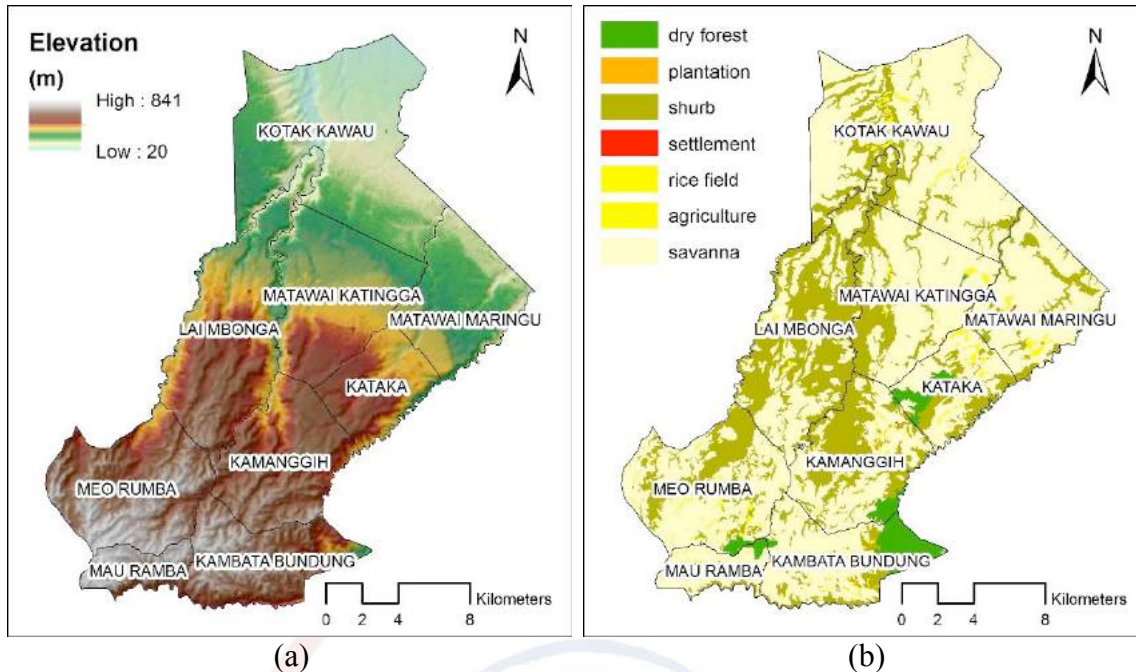 Elevation
(m)
High : 841
Low : 20
N
KOTAK KAWAU
MATAWAI KATINGGA
LAI MBONGA
MATAWAI MARINGU
KATAKA
KAMANGGIH
MEO RUMBA
KAMBATA BUNDUNG
MAU RAMBA
0 2 4 8 Kilometers
(a)
dry forest
plantation
shurb
settlement
rice field
agriculture
savanna
N
KOTAK KAWAU
MATAWAI KATINGGA
LAI MBONGA
MATAWAI MARINGU
KATAKA
KAMANGGIH
MEO RUMBA
KAMBATA BUNDUNG
MAU RAMBA
0 2 4 8 Kilometers
(b)